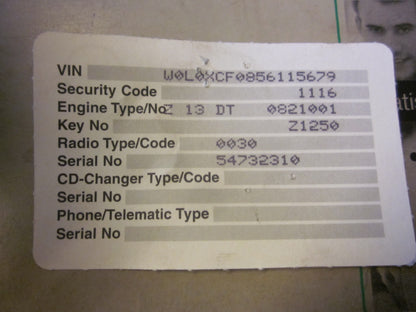 VIN W0L0XCF0856115679
Security Code 1116
Engine Type/No Z 13 DT 0821001
Key No Z1250
Radio Type/Code 0030
Serial No 54732310
CD-Changer Type/Code
Serial No
Phone/Telematic Type
Serial No